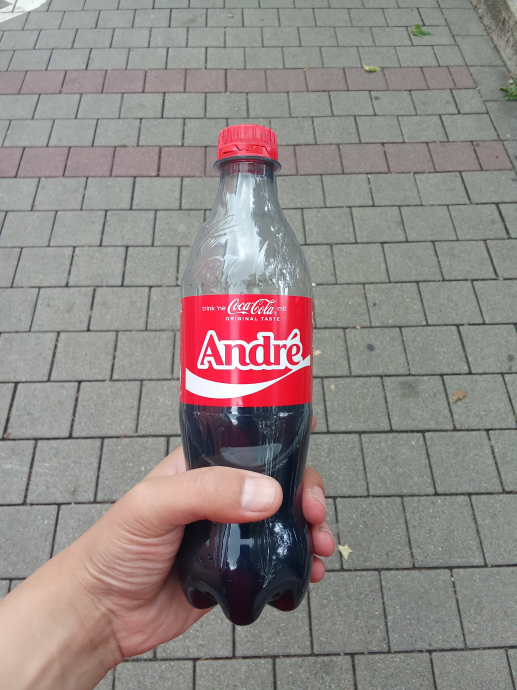 trink 'ne Coca-Cola mit
ORIGINAL TASTE
André